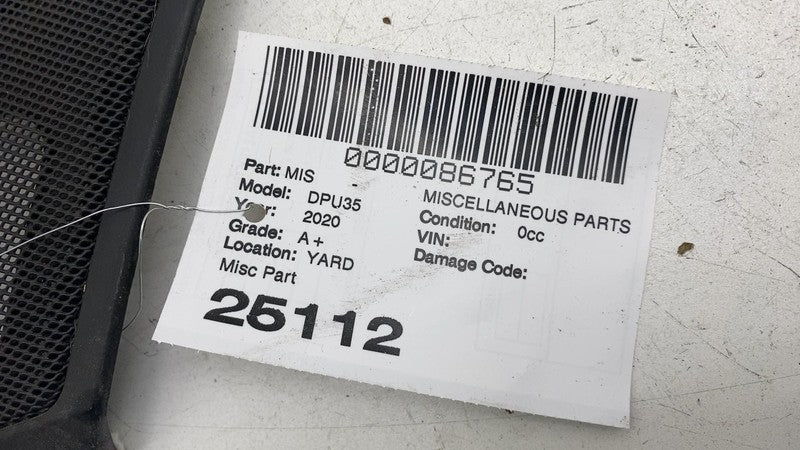 0000086765
Part: MIS
MISCELLANEOUS PARTS
Model: DPU35
Condition: 0cc
Year: 2020
VIN:
Grade: A+
Damage Code:
Location: YARD
Misc Part
25112